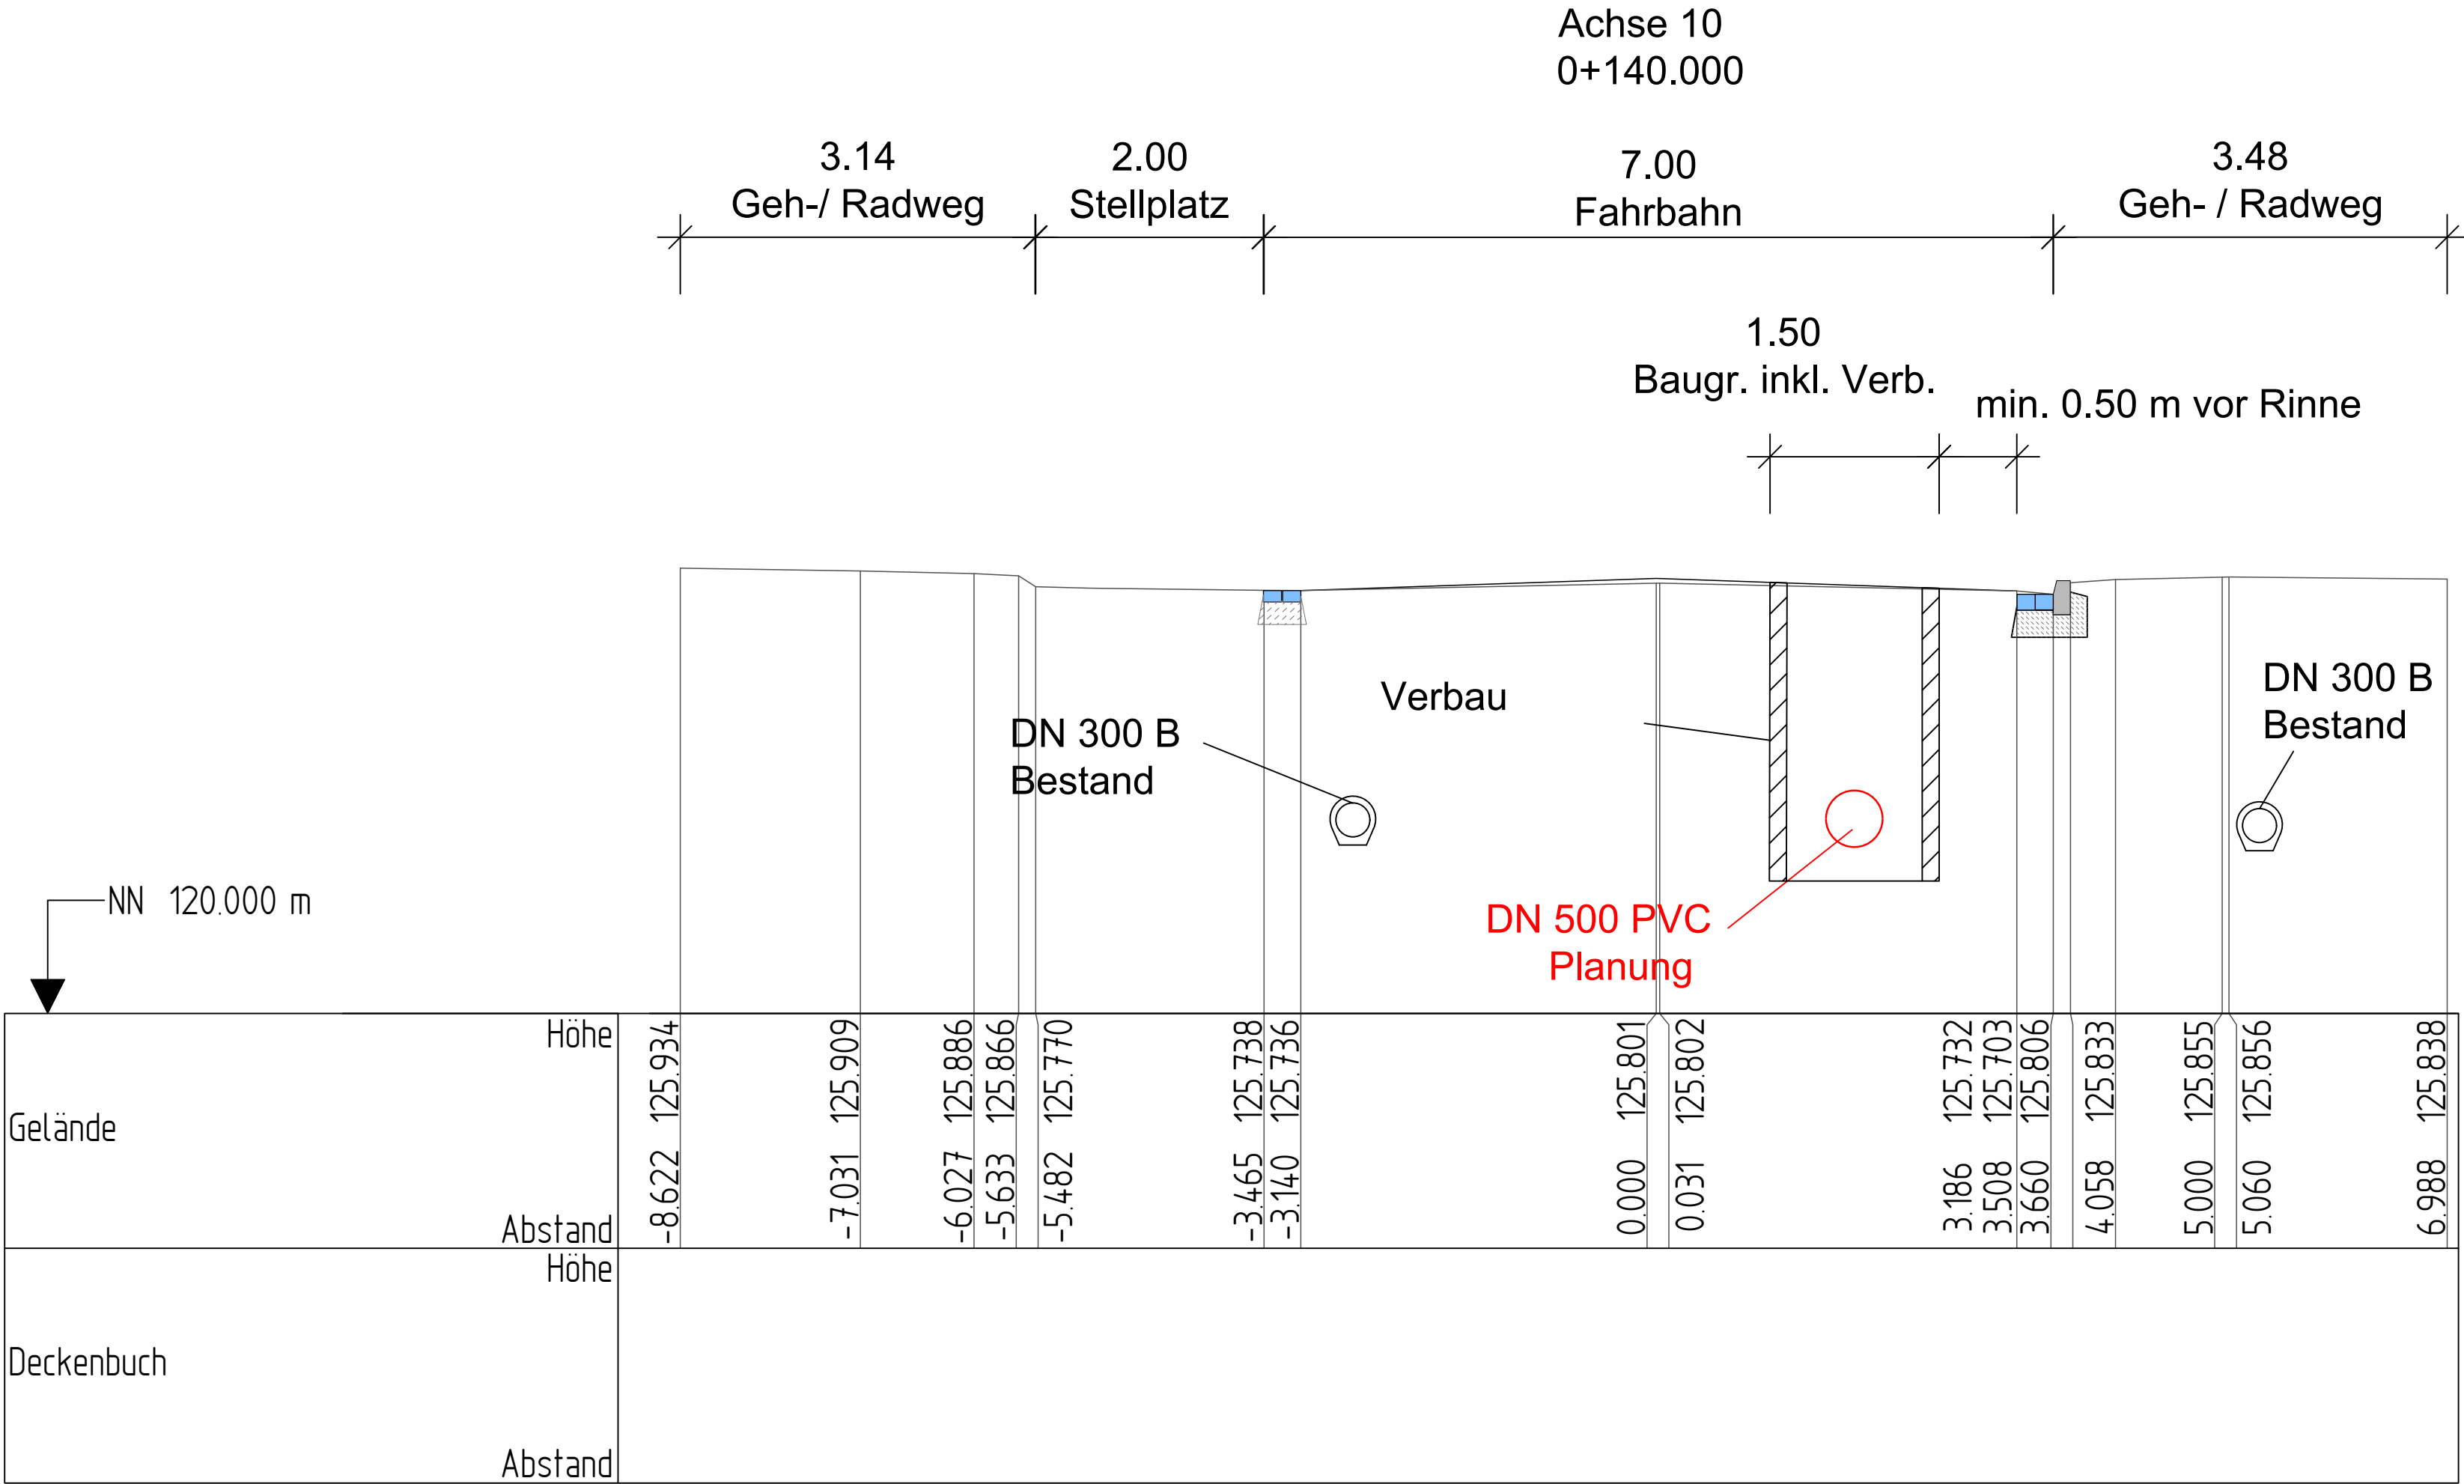 Achse 10
0+140.000
3.14
Geh-/ Radweg
2.00
Stellplatz
7.00
Fahrbahn
3.48
Geh- / Radweg
1.50
Baugr. inkl. Verb.
min. 0.50 m vor Rinne
DN 300 B
Bestand
Verbau
DN 300 B
Bestand
DN 500 PVC
Planung
NN 120.000 m
Gelände
Höhe
125.934
125.909
125.886
125.866
125.770
125.738
125.736
125.801
125.802
125.732
125.703
125.806
125.833
125.855
125.856
125.838
Abstand
-8.622
-7.031
-6.027
-5.633
-5.482
-3.465
-3.140
0.000
0.031
3.186
3.508
3.660
4.058
5.000
5.060
6.988
Deckenbuch
Höhe
Abstand